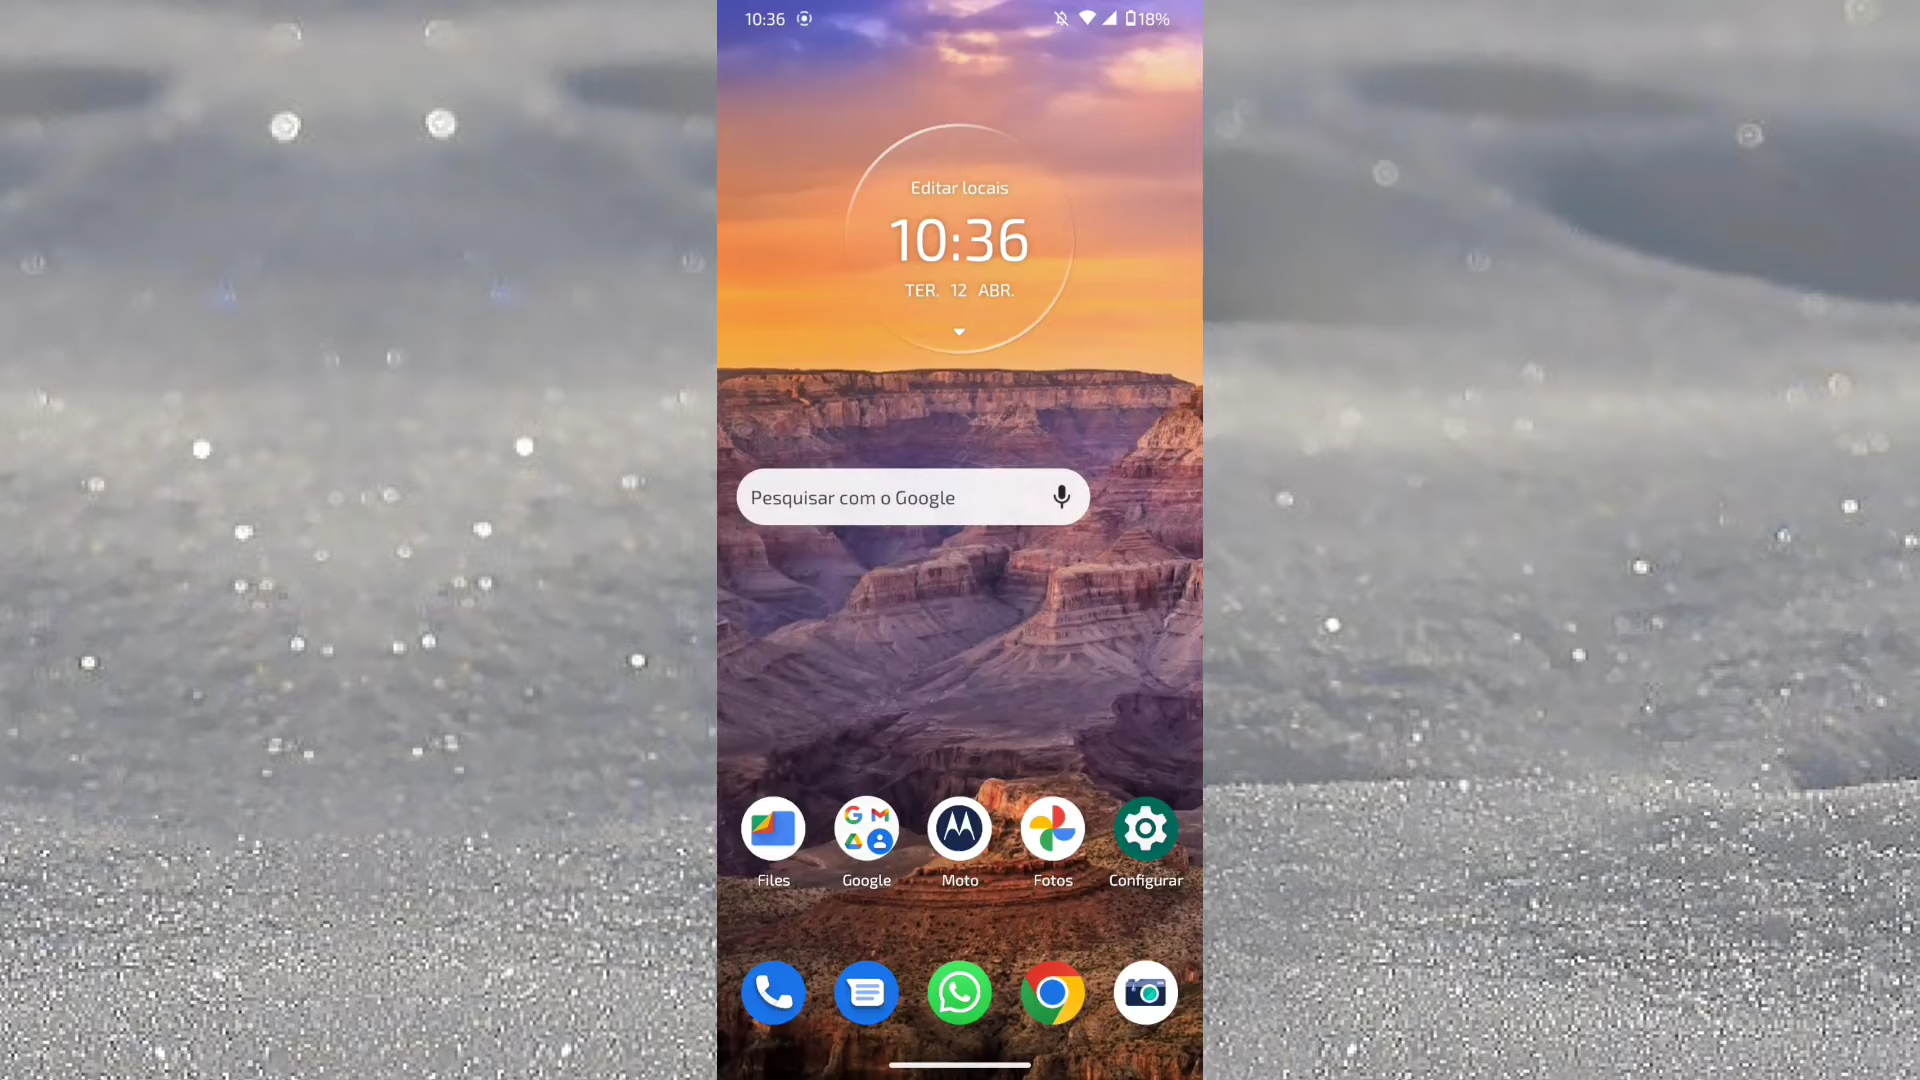 10:36 18%
Editar locais
10:36
TER. 12 ABR.
Pesquisar com o Google
Files Google Moto Fotos Configurar